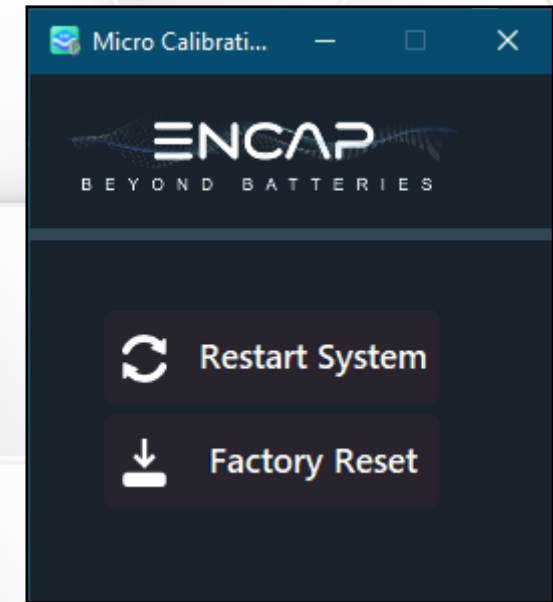 Micro Calibrati...
ENCAP
BEYOND BATTERIES
Restart System
Factory Reset